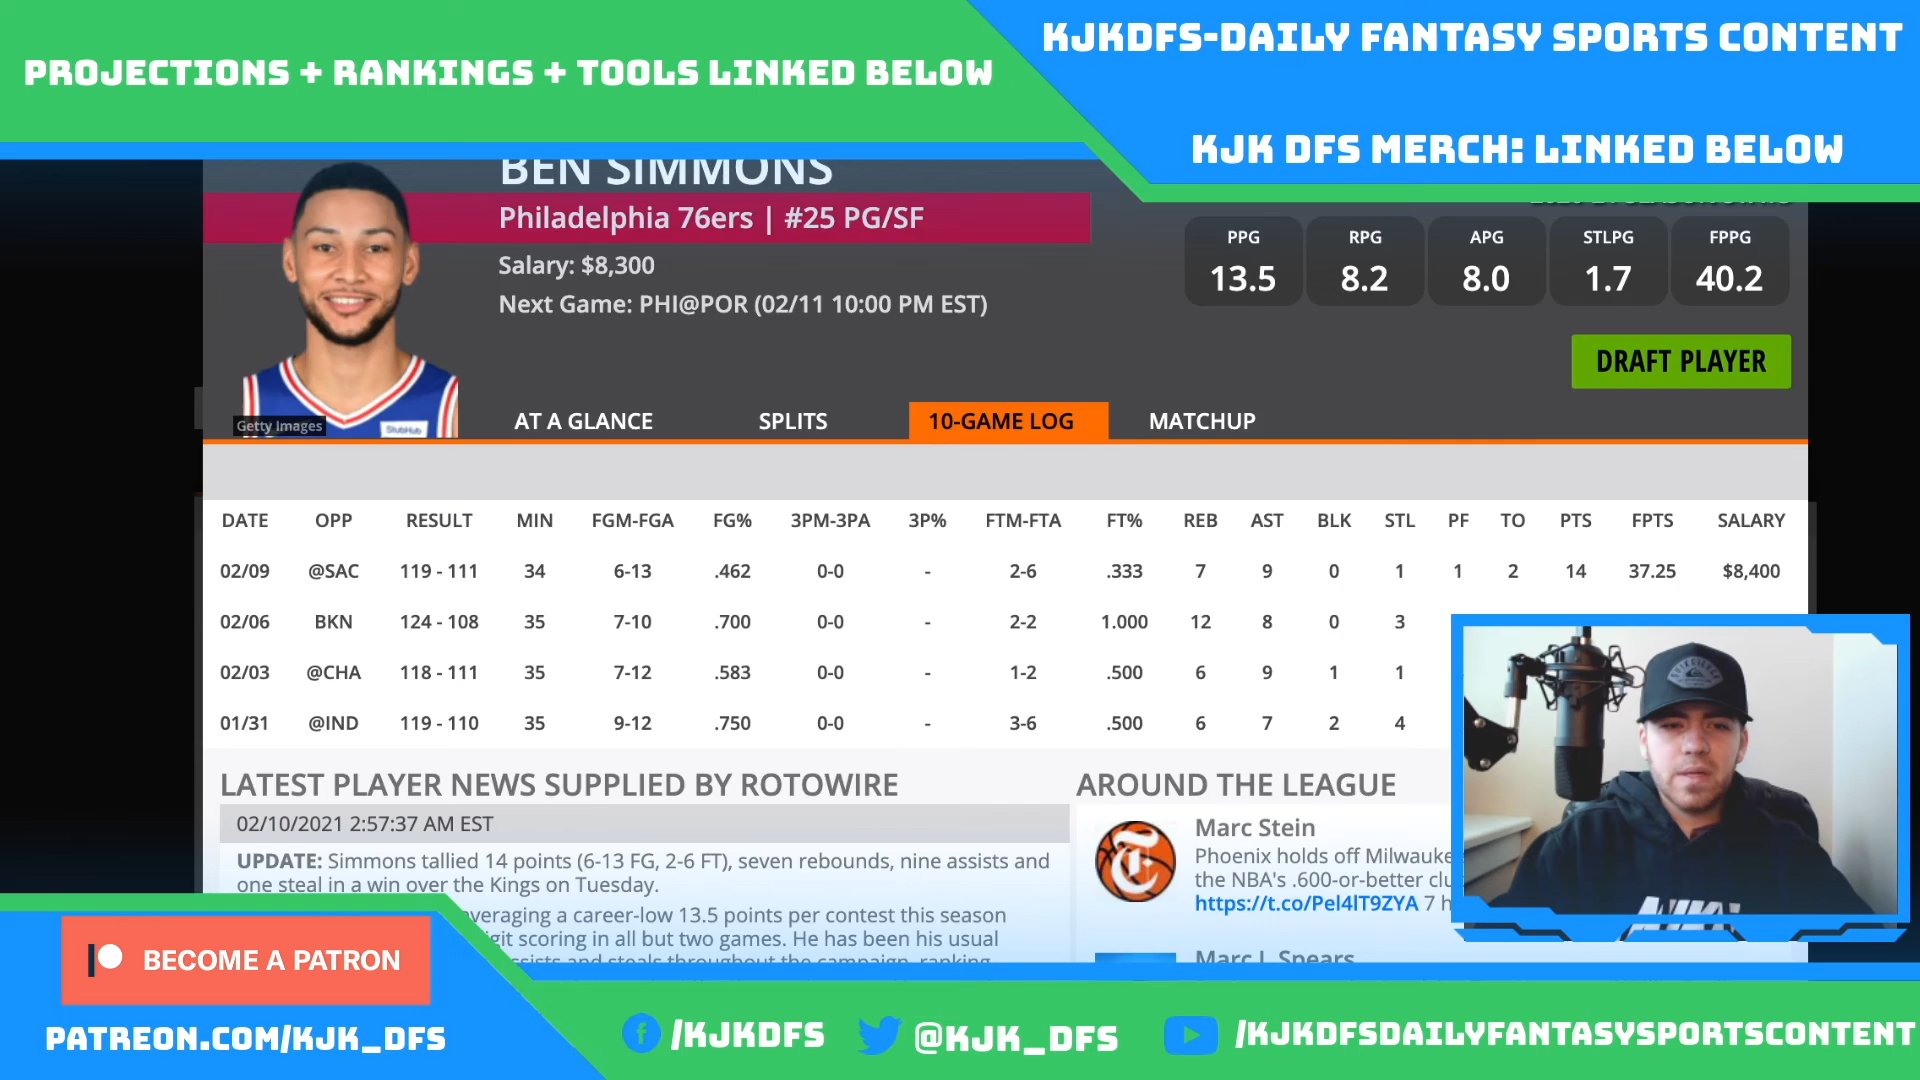 PROJECTIONS + RANKINGS + TOOLS LINKED BELOW
KJKDFS-DAILY FANTASY SPORTS CONTENT
KJK DFS MERCH: LINKED BELOW
BEN SIMMONS
Philadelphia 76ers | #25 PG/SF
Salary: $8,300
Next Game: PHI@POR (02/11 10:00 PM EST)
PPG RPG APG STLPG FPPG
13.5 8.2 8.0 1.7 40.2
DRAFT PLAYER
Getty Images
StubHub
AT A GLANCE SPLITS 10-GAME LOG MATCHUP
DATE OPP RESULT MIN FGM-FGA FG% 3PM-3PA 3P% FTM-FTA FT% REB AST BLK STL PF TO PTS FPTS SALARY
02/09 @SAC 119 - 111 34 6-13 .462 0-0 - 2-6 .333 7 9 0 1 1 2 14 37.25 $8,400
02/06 BKN 124 - 108 35 7-10 .700 0-0 - 2-2 1.000 12 8 0 3
02/03 @CHA 118 - 111 35 7-12 .583 0-0 - 1-2 .500 6 9 1 1
01/31 @IND 119 - 110 35 9-12 .750 0-0 - 3-6 .500 6 7 2 4
LATEST PLAYER NEWS SUPPLIED BY ROTOWIRE
02/10/2021 2:57:37 AM EST
UPDATE: Simmons tallied 14 points (6-13 FG, 2-6 FT), seven rebounds, nine assists and
one steal in a win over the Kings on Tuesday.
veraging a career-low 13.5 points per contest this season
git scoring in all but two games. He has been his usual
ssists and steals throughout the campaign, ranking
AROUND THE LEAGUE
Marc Stein
Phoenix holds off Milwauke
the NBA's .600-or-better clu
https://t.co/Pel4lT9ZYA 7 h
Marc J. Spears
BECOME A PATRON
PATREON.COM/KJK_DFS
/KJKDFS
@KJK_DFS
/KJKDFSDAILYFANTASYSPORTSCONTENT